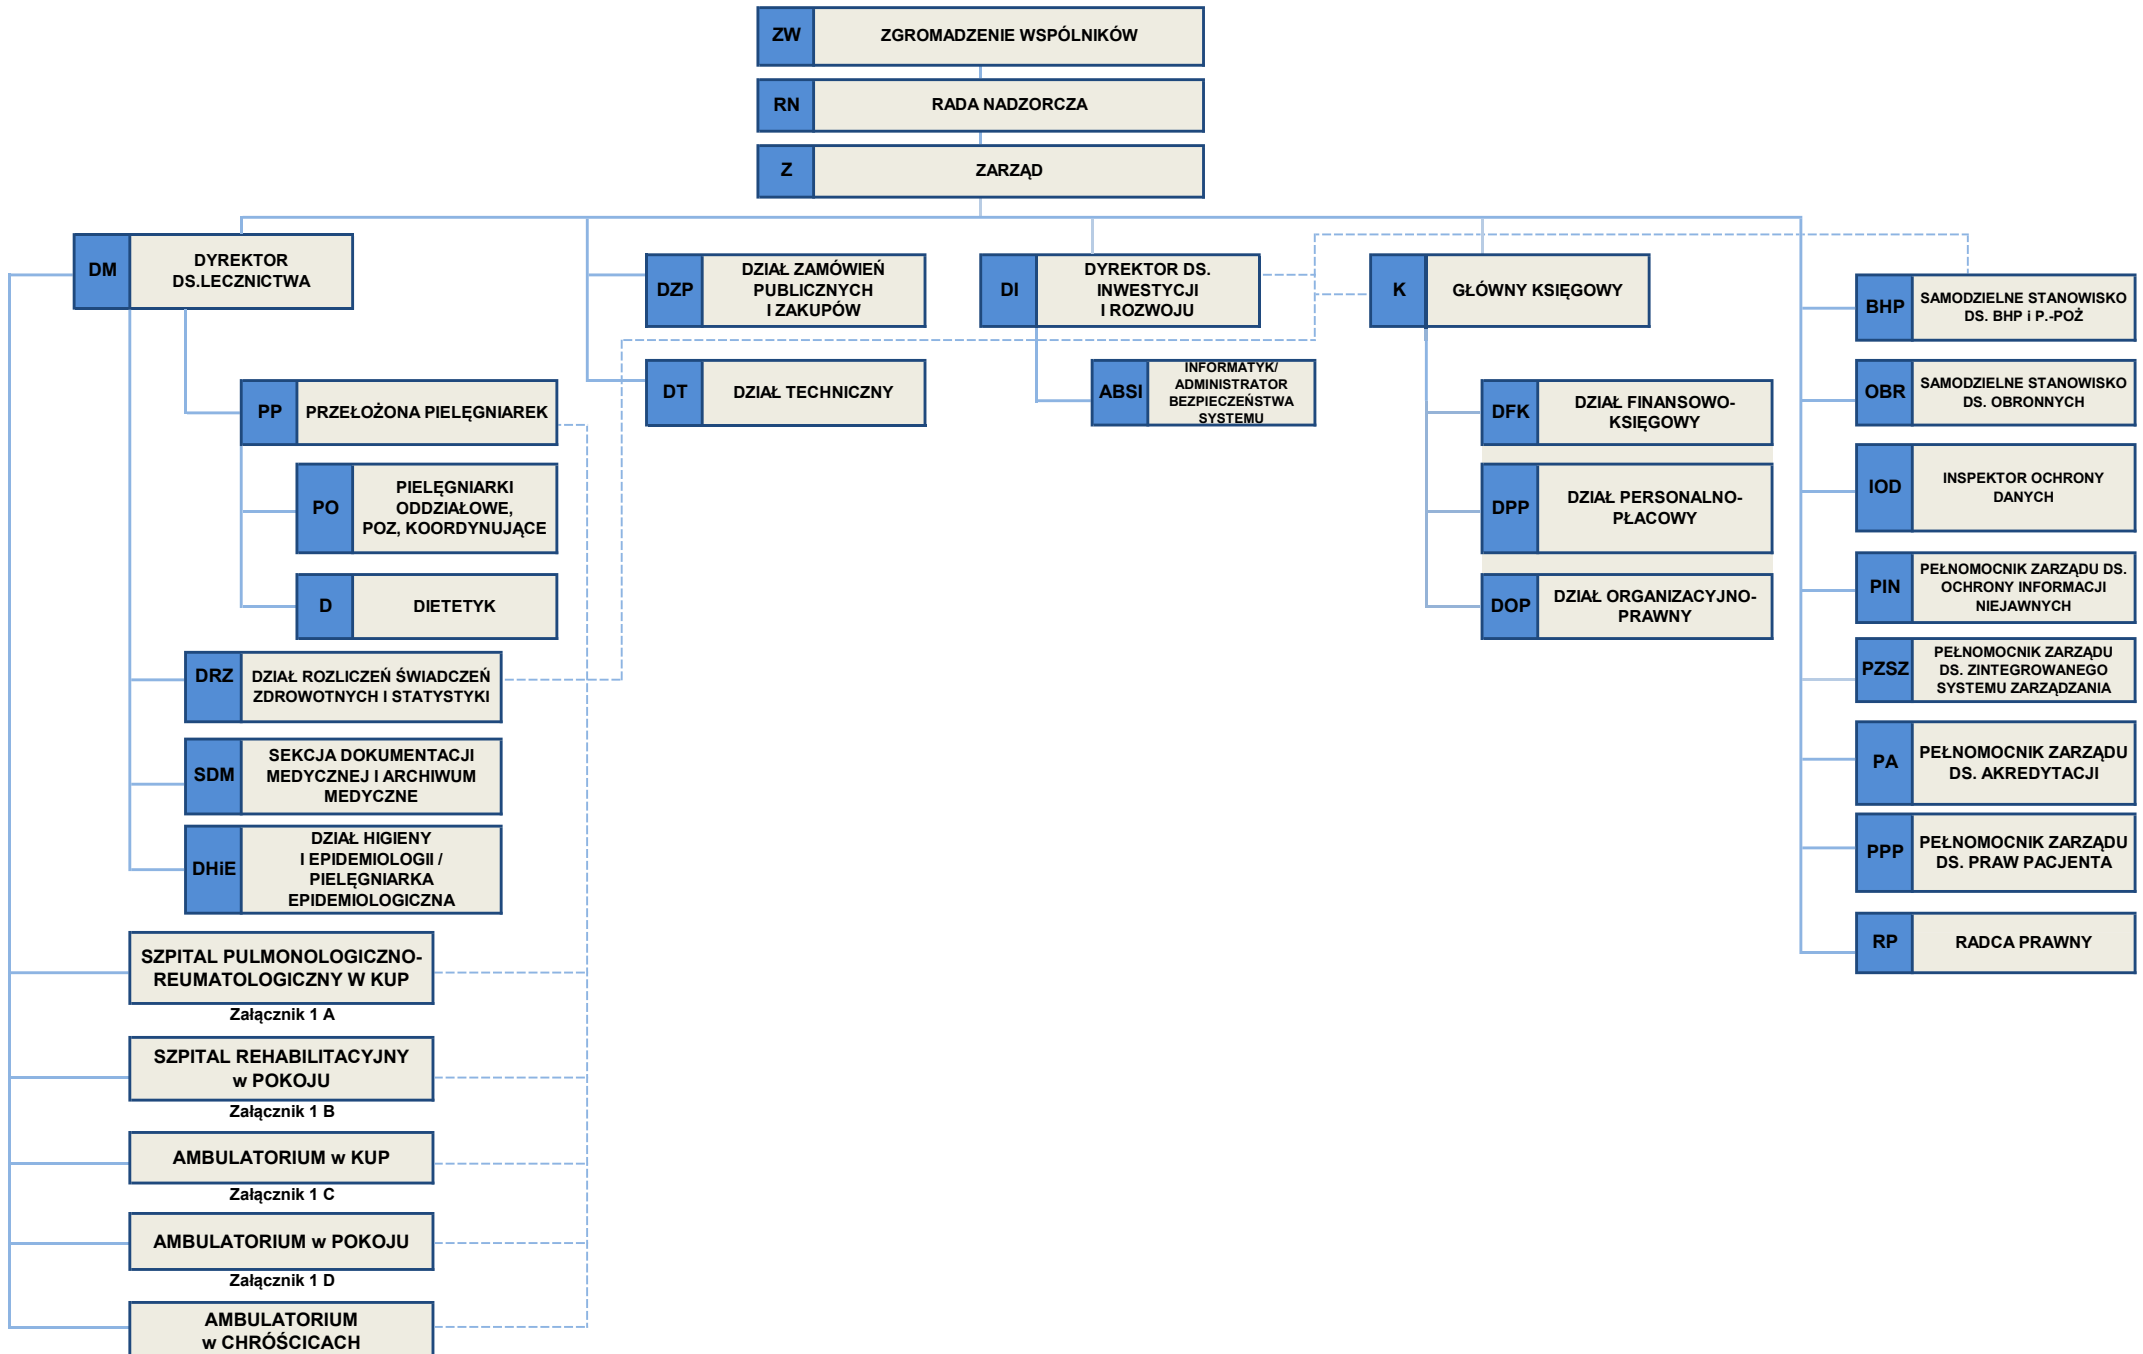 ZW
ZGROMADZENIE WSPÓLNIKÓW
RN
RADA NADZORCZA
Z
ZARZĄD
DM
DYREKTOR
DS.LECZNICTWA
DZP
DZIAŁ ZAMÓWIEŃ
PUBLICZNYCH
I ZAKUPÓW
DI
DYREKTOR DS.
INWESTYCJI
I ROZWOJU
K
GŁÓWNY KSIĘGOWY
BHP
SAMODZIELNE STANOWISKO
DS. BHP i P.-POŻ
DT
DZIAŁ TECHNICZNY
ABSI
INFORMATYK/
ADMINISTRATOR
BEZPIECZEŃSTWA
SYSTEMU
OBR
SAMODZIELNE STANOWISKO
DS. OBRONNYCH
PP
PRZEŁOŻONA PIELĘGNIAREK
DFK
DZIAŁ FINANSOWO-
KSIĘGOWY
PO
PIELĘGNIARKI
ODDZIAŁOWE,
POZ, KOORDYNUJĄCE
DPP
DZIAŁ PERSONALNO-
PŁACOWY
IOD
INSPEKTOR OCHRONY
DANYCH
D
DIETETYK
DOP
DZIAŁ ORGANIZACYJNO-
PRAWNY
PIN
PEŁNOMOCNIK ZARZĄDU DS.
OCHRONY INFORMACJI
NIEJAWNYCH
DRZ
DZIAŁ ROZLICZEŃ ŚWIADCZEŃ
ZDROWOTNYCH I STATYSTYKI
PZSZ
PEŁNOMOCNIK ZARZĄDU
DS. ZINTEGROWANEGO
SYSTEMU ZARZĄDZANIA
SDM
SEKCJA DOKUMENTACJI
MEDYCZNEJ I ARCHIWUM
MEDYCZNE
PA
PEŁNOMOCNIK ZARZĄDU
DS. AKREDYTACJI
DHiE
DZIAŁ HIGIENY
I EPIDEMIOLOGII /
PIELĘGNIARKA
EPIDEMIOLOGICZNA
PPP
PEŁNOMOCNIK ZARZĄDU
DS. PRAW PACJENTA
RP
RADCA PRAWNY
SZPITAL PULMONOLOGICZNO-
REUMATOLOGICZNY W KUP
Załącznik 1 A
SZPITAL REHABILITACYJNY
w POKOJU
Załącznik 1 B
AMBULATORIUM w KUP
Załącznik 1 C
AMBULATORIUM w POKOJU
Załącznik 1 D
AMBULATORIUM
w CHRÓŚCICACH